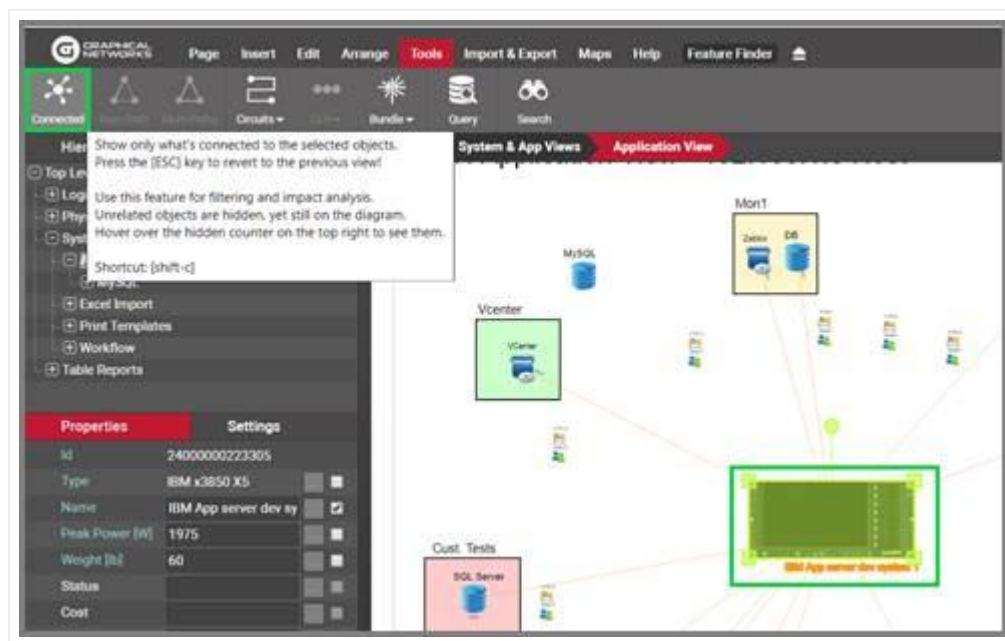 GRAPHICAL
NETWORKS
Page Insert Edit Arrange Tools Import & Export Maps Help Feature Finder
Connected Circuits Bundle Query Search
System & App Views Application View
Show only what's connected to the selected objects.
Press the [ESC] key to revert to the previous view!
Use this feature for filtering and impact analysis.
Unrelated objects are hidden, yet still on the diagram.
Hover over the hidden counter on the top right to see them.
Shortcut: [shift-c]
Top Lev
Logi
Phys
Syst
MySQL
Excel Import
Print Templates
Workflow
Table Reports
Properties Settings
Id 24000000223305
Type IBM x3850 X5
Name IBM App server dev sy
Peak Power [W] 1975
Weight [lb] 60
Status
Cost
Mon1
Zabbix DB
MySQL
Vcenter
VCenter
Cust. Tests
SQL Server
IBM App server dev system 1